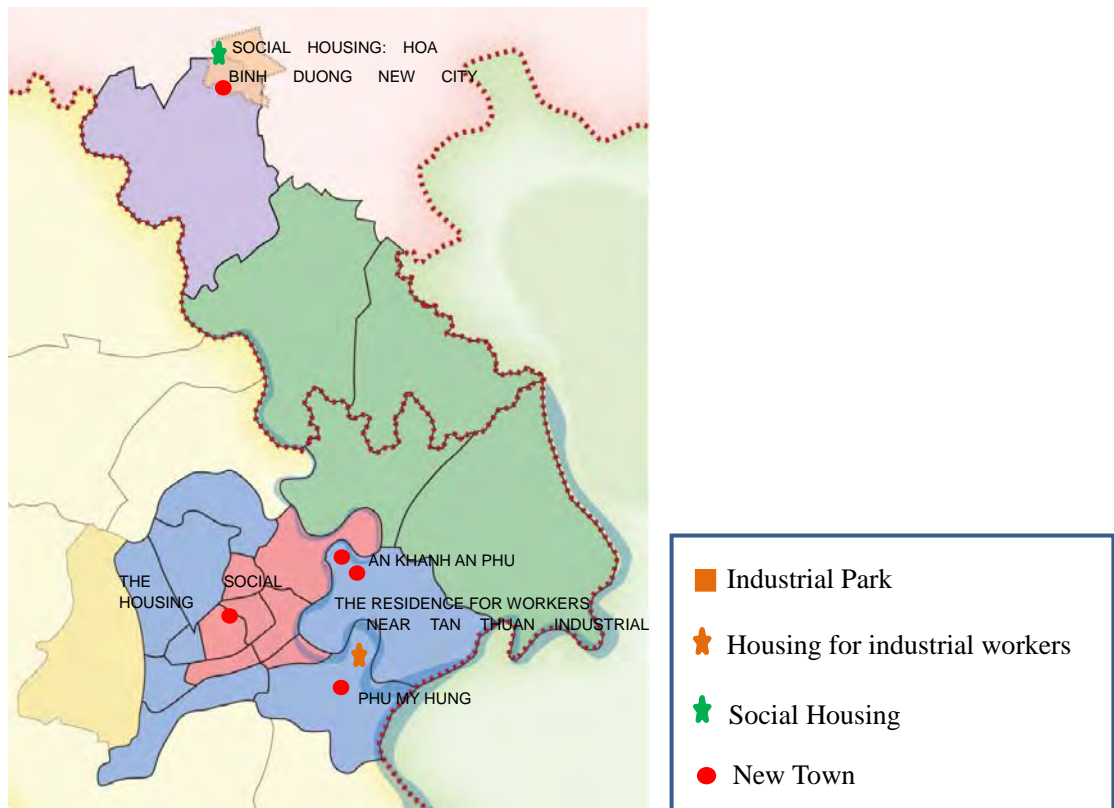 SOCIAL HOUSING: HOA
BINH DUONG NEW CITY
AN KHANH AN PHU
THE SOCIAL
HOUSING
THE RESIDENCE FOR WORKERS
NEAR TAN THUAN INDUSTRIAL
PHU MY HUNG
Industrial Park
Housing for industrial workers
Social Housing
New Town